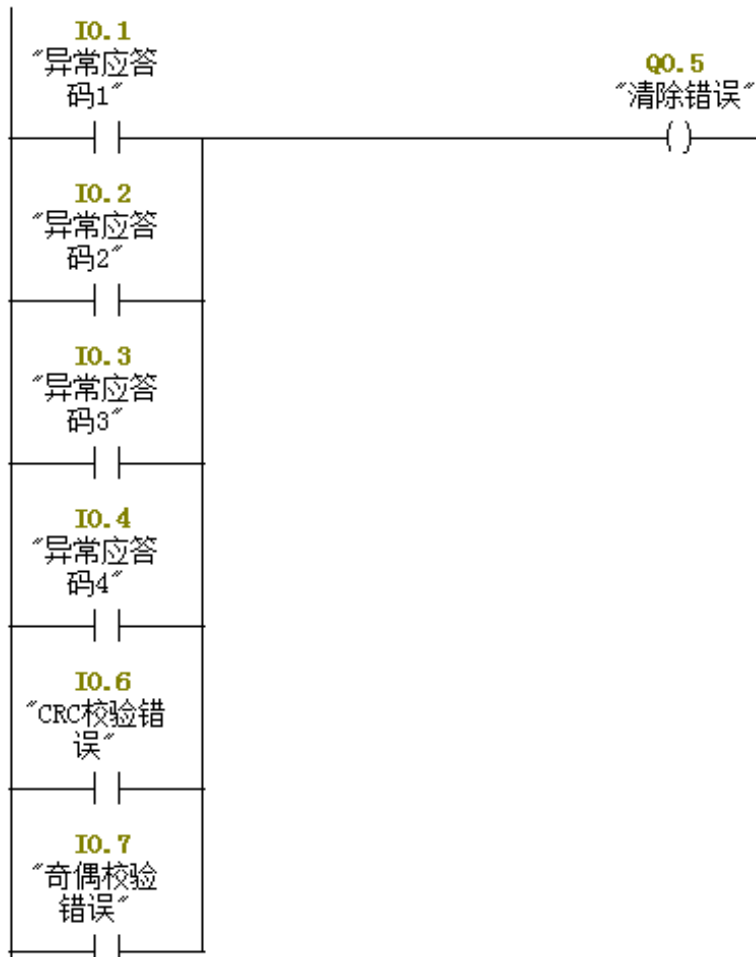 I0.1
"异常应答
码1"
Q0.5
"清除错误"
I0.2
"异常应答
码2"
I0.3
"异常应答
码3"
I0.4
"异常应答
码4"
I0.6
"CRC校验错
误"
I0.7
"奇偶校验
错误"